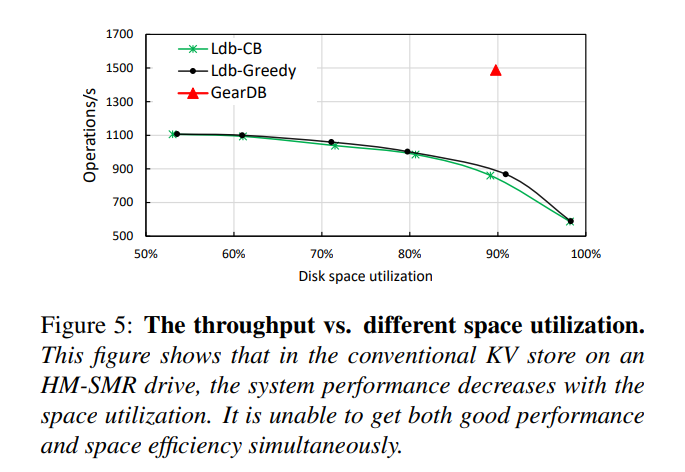 1700
1500
1300
1100
900
700
500
Operations/s
Ldb-CB
Ldb-Greedy
GearDB
50% 60% 70% 80% 90% 100%
Disk space utilization
Figure 5: The throughput vs. different space utilization.
This figure shows that in the conventional KV store on an
HM-SMR drive, the system performance decreases with the
space utilization. It is unable to get both good performance
and space efficiency simultaneously.